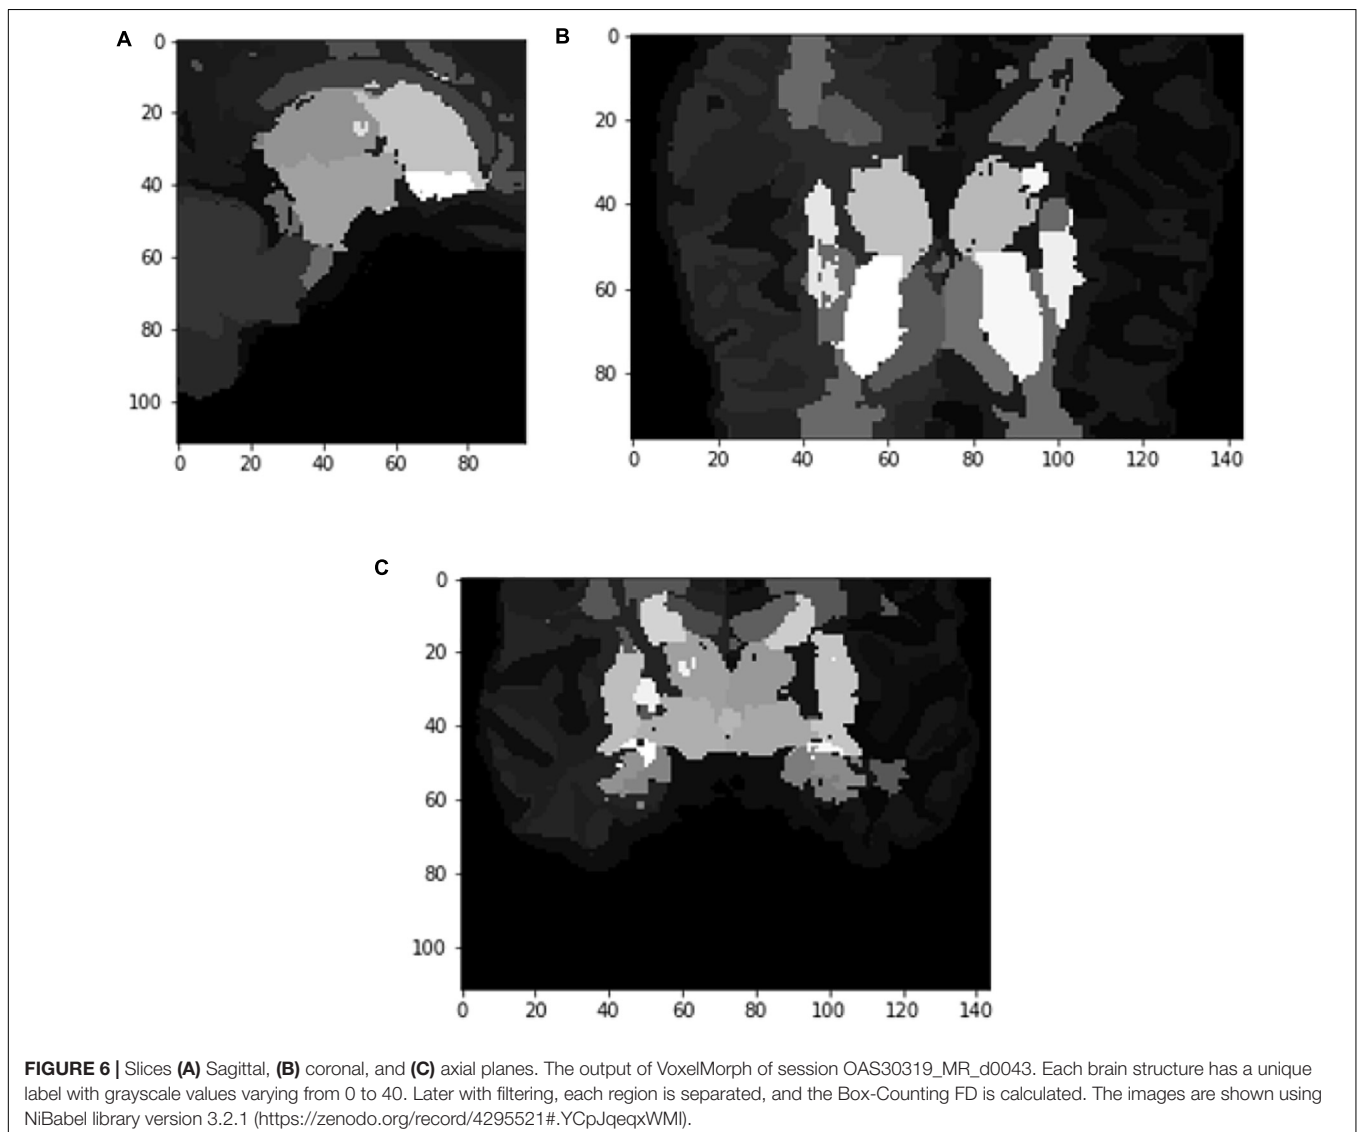 A
0
20
40
60
80
100
0 20 40 60 80
B
0
20
40
60
80
0 20 40 60 80 100 120 140
C
0
20
40
60
80
100
0 20 40 60 80 100 120 140
FIGURE 6 | Slices (A) Sagittal, (B) coronal, and (C) axial planes. The output of VoxelMorph of session OAS30319_MR_d0043. Each brain structure has a unique
label with grayscale values varying from 0 to 40. Later with filtering, each region is separated, and the Box-Counting FD is calculated. The images are shown using
NiBabel library version 3.2.1 (https://zenodo.org/record/4295521#.YCpJqeqxWMI).